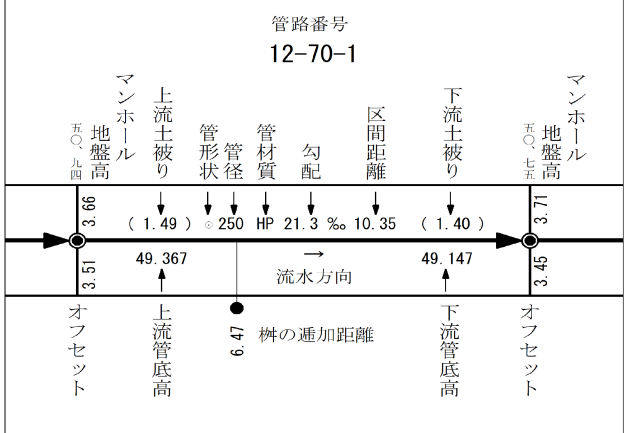 管路番号
12-70-1
マンホール
地盤高
五〇、九四
上流土被り
管形状
管径
管材質
勾配
区間距離
下流土被り
マンホール
地盤高
五〇、七五
3.66
( 1.49 ) ⊙ 250 HP 21.3 ‰ 10.35 ( 1.40 )
3.71
3.51
49.367
→
流水方向
49.147
3.45
オフセット
上流管底高
6.47
桝の逓加距離
下流管底高
オフセット